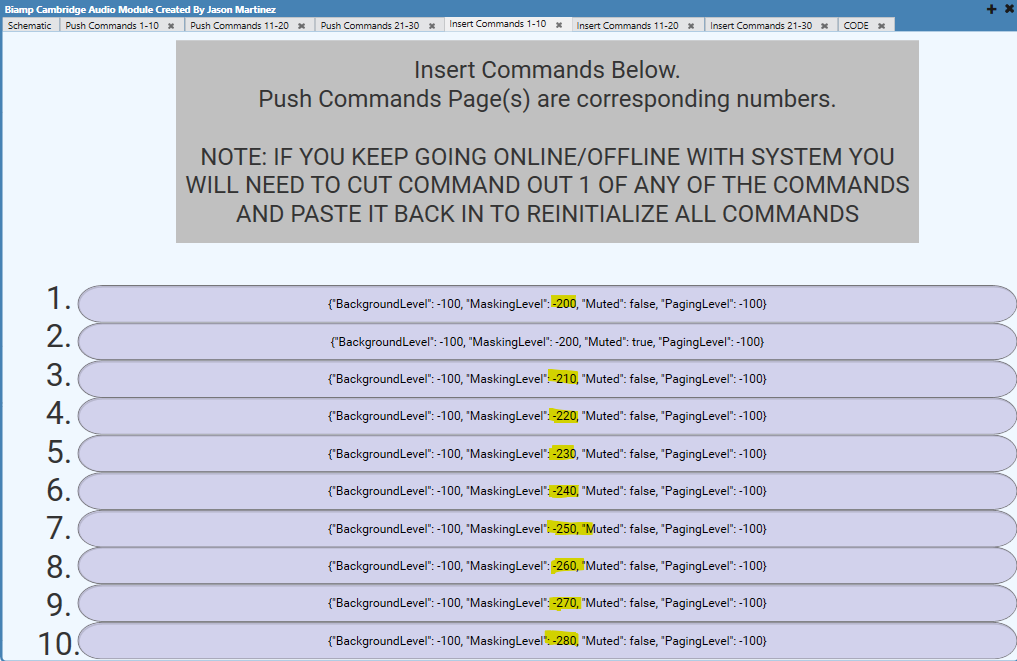 Biamp Cambridge Audio Module Created By Jason Martinez
Schematic Push Commands 1-10 Push Commands 11-20 Push Commands 21-30 Insert Commands 1-10 Insert Commands 11-20 Insert Commands 21-30 CODE
Insert Commands Below.
Push Commands Page(s) are corresponding numbers.
NOTE: IF YOU KEEP GOING ONLINE/OFFLINE WITH SYSTEM YOU
WILL NEED TO CUT COMMAND OUT 1 OF ANY OF THE COMMANDS
AND PASTE IT BACK IN TO REINITIALIZE ALL COMMANDS
1. {"BackgroundLevel": -100, "MaskingLevel": -200, "Muted": false, "PagingLevel": -100}
2. {"BackgroundLevel": -100, "MaskingLevel": -200, "Muted": true, "PagingLevel": -100}
3. {"BackgroundLevel": -100, "MaskingLevel": -210, "Muted": false, "PagingLevel": -100}
4. {"BackgroundLevel": -100, "MaskingLevel": -220, "Muted": false, "PagingLevel": -100}
5. {"BackgroundLevel": -100, "MaskingLevel": -230, "Muted": false, "PagingLevel": -100}
6. {"BackgroundLevel": -100, "MaskingLevel": -240, "Muted": false, "PagingLevel": -100}
7. {"BackgroundLevel": -100, "MaskingLevel": -250, "Muted": false, "PagingLevel": -100}
8. {"BackgroundLevel": -100, "MaskingLevel": -260, "Muted": false, "PagingLevel": -100}
9. {"BackgroundLevel": -100, "MaskingLevel": -270, "Muted": false, "PagingLevel": -100}
10. {"BackgroundLevel": -100, "MaskingLevel": -280, "Muted": false, "PagingLevel": -100}